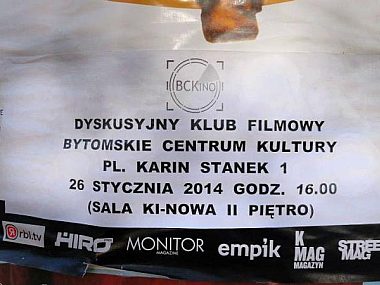 BCKINO
DYSKUSYJNY KLUB FILMOWY
BYTOMSKIE CENTRUM KULTURY
PL. KARIN STANEK 1
26 STYCZNIA 2014 GODZ. 16.00
(SALA KI-NOWA II PIĘTRO)
rbl.tv HIRO MONITOR MAGAZINE empik K MAG MAGAZYN STREET MAG